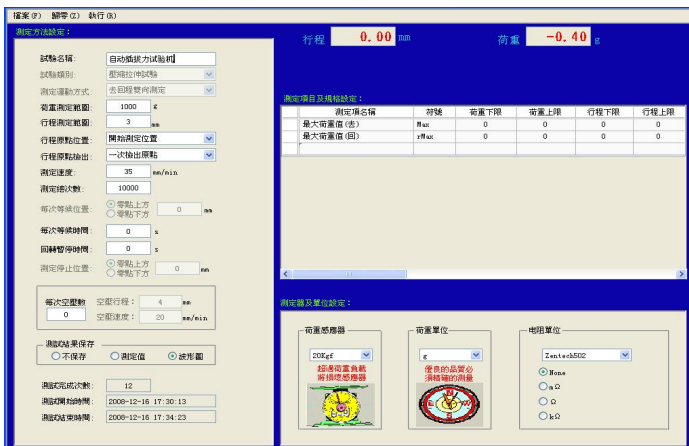 檔案(F) 歸零(Z) 執行(R)
測定方法設定：
行程 0.00 mm 荷重 -0.40 g
試驗名稱: 自动插拔力试验机
試驗類別: 壓縮拉伸試驗
測定運動方式: 去回程雙向測定
荷重測定範圍: 1000 g
行程測定範圍: 3 mm
行程原點位置: 開始測定位置
行程原點檢出: 一次檢出原點
測定速度: 35 mm/min
測定總次數: 10000
每次等候位置: 零點上方 零點下方 0 mm
每次等候時間: 0 s
回轉暫停時間: 0 s
測定停止位置: 零點上方 零點下方 0 mm
每次空壓數 0
空壓行程: 4 mm
空壓速度: 20 mm/min
測試結果保存
不保存 測定值 波形圖
測試完成次數: 12
測試開始時間: 2008-12-16 17:30:13
測試結束時間: 2008-12-16 17:34:23
測定項目及規格設定：
測定項名稱 符號 荷重下限 荷重上限 行程下限 行程上限
最大荷重值(去) Max 0 0 0 0
最大荷重值(回) rMax 0 0 0 0
測定器及單位設定：
荷重感應器
20Kgf
超過荷重負載
將損壞感應器
荷重單位
g
優良的品質必
須精確的測量
电阻單位
Zentech502
None
mΩ
Ω
kΩ